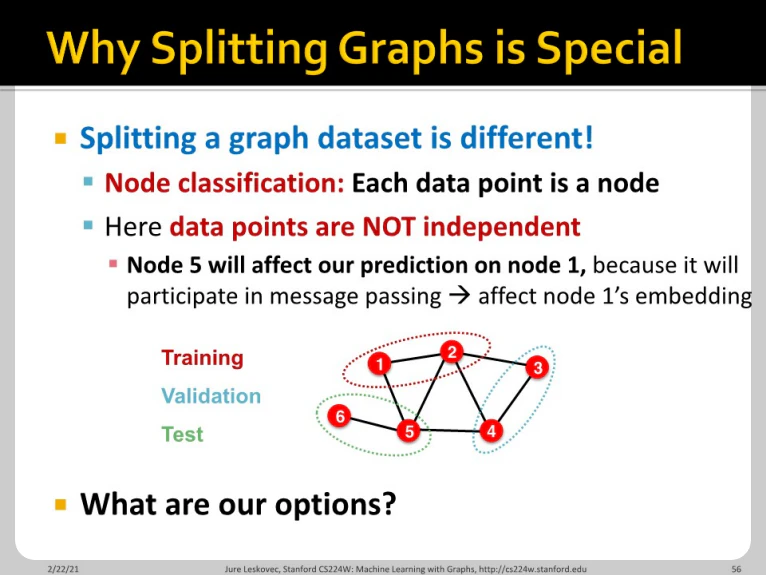 Why Splitting Graphs is Special
Splitting a graph dataset is different!
Node classification: Each data point is a node
Here data points are NOT independent
Node 5 will affect our prediction on node 1, because it will
participate in message passing → affect node 1's embedding
Training
Validation
Test
1
2
3
6
5
4
What are our options?
2/22/21
Jure Leskovec, Stanford CS224W: Machine Learning with Graphs, http://cs224w.stanford.edu
56